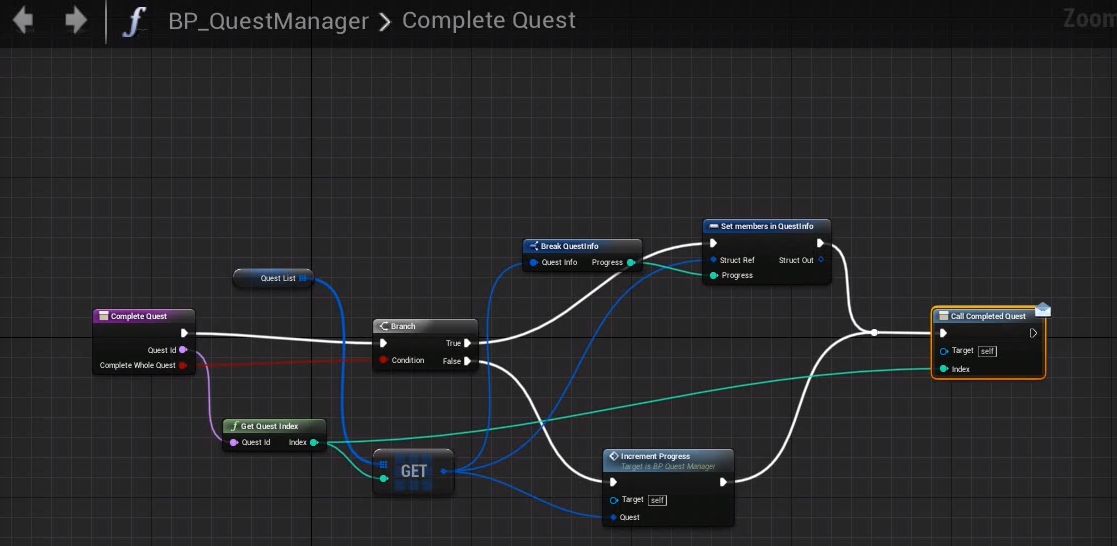 f BP_QuestManager > Complete Quest
Zoom
Set members in QuestInfo
Struct Ref Struct Out
Progress
Break QuestInfo
Quest Info Progress
Quest List
Complete Quest
Quest Id
Complete Whole Quest
Branch
True
Condition False
Call Completed Quest
Target self
Index
Get Quest Index
Quest Id Index
GET
Increment Progress
Target is BP Quest Manager
Target self
Quest